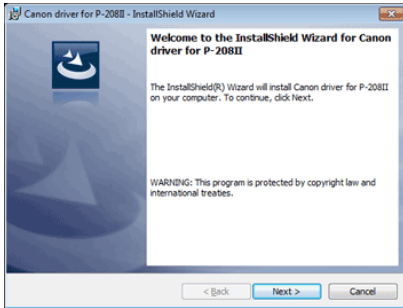 Canon driver for P-208II - InstallShield Wizard
Welcome to the InstallShield Wizard for Canon
driver for P-208II
The InstallShield(R) Wizard will install Canon driver for P-208II
on your computer. To continue, click Next.
WARNING: This program is protected by copyright law and
international treaties.
< Back
Next >
Cancel